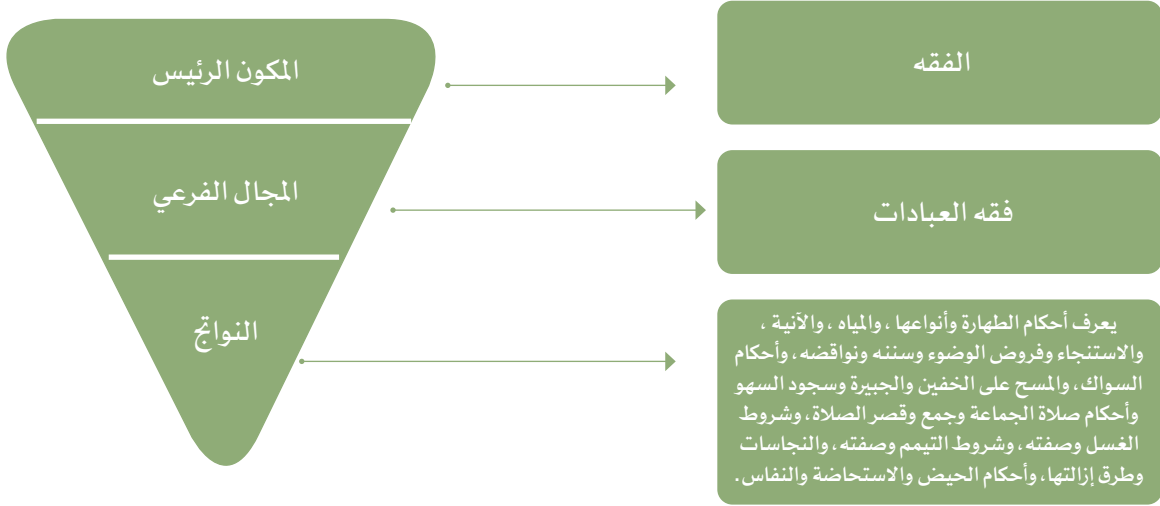 المكون الرئيس
الفقه
المجال الفرعي
فقه العبادات
النواتج
يعرف أحكام الطهارة وأنواعها ، والمياه ، والآنية ،
والاستنجاء وفروض الوضوء وسننه ونواقضه، وأحكام
السواك، والمسح على الخفين والجبيرة وسجود السهو
وأحكام صلاة الجماعة وجمع وقصر الصلاة، وشروط
الغسل وصفته، وشروط التيمم وصفته، والنجاسات
وطرق إزالتها، وأحكام الحيض والاستحاضة والنفاس.